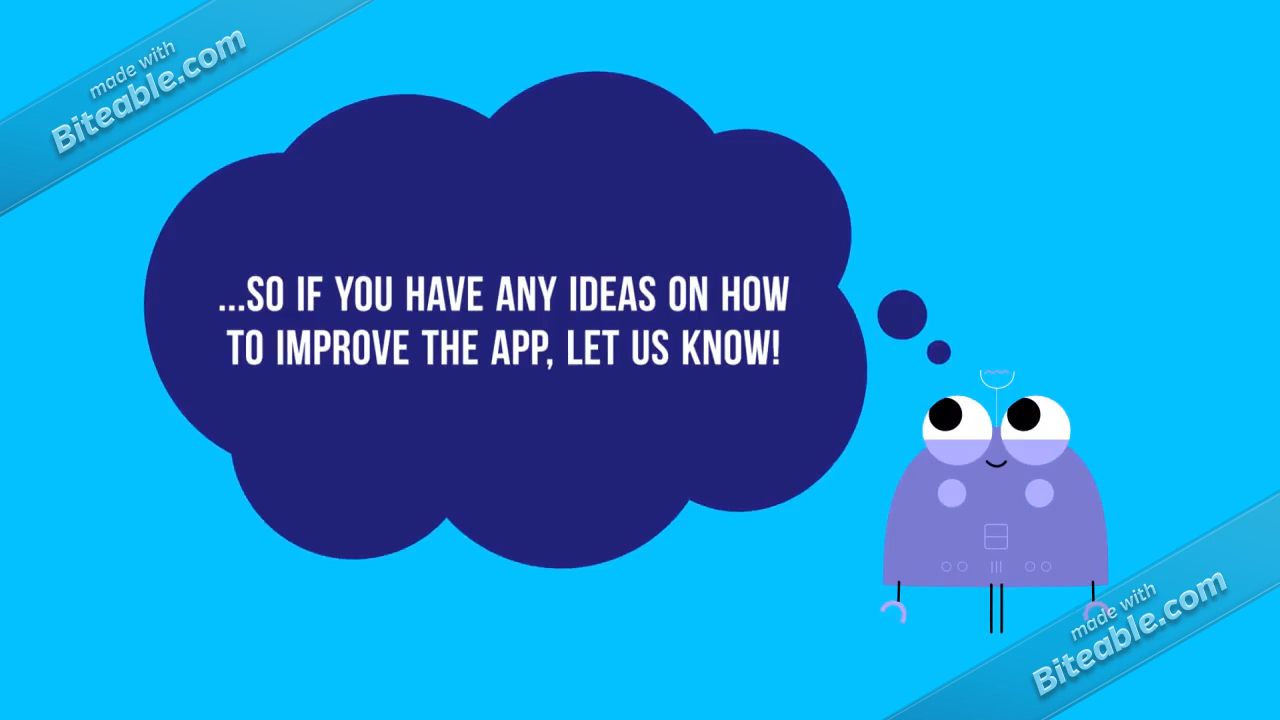 made with
Biteable.com
...SO IF YOU HAVE ANY IDEAS ON HOW
TO IMPROVE THE APP, LET US KNOW!
made with
Biteable.com